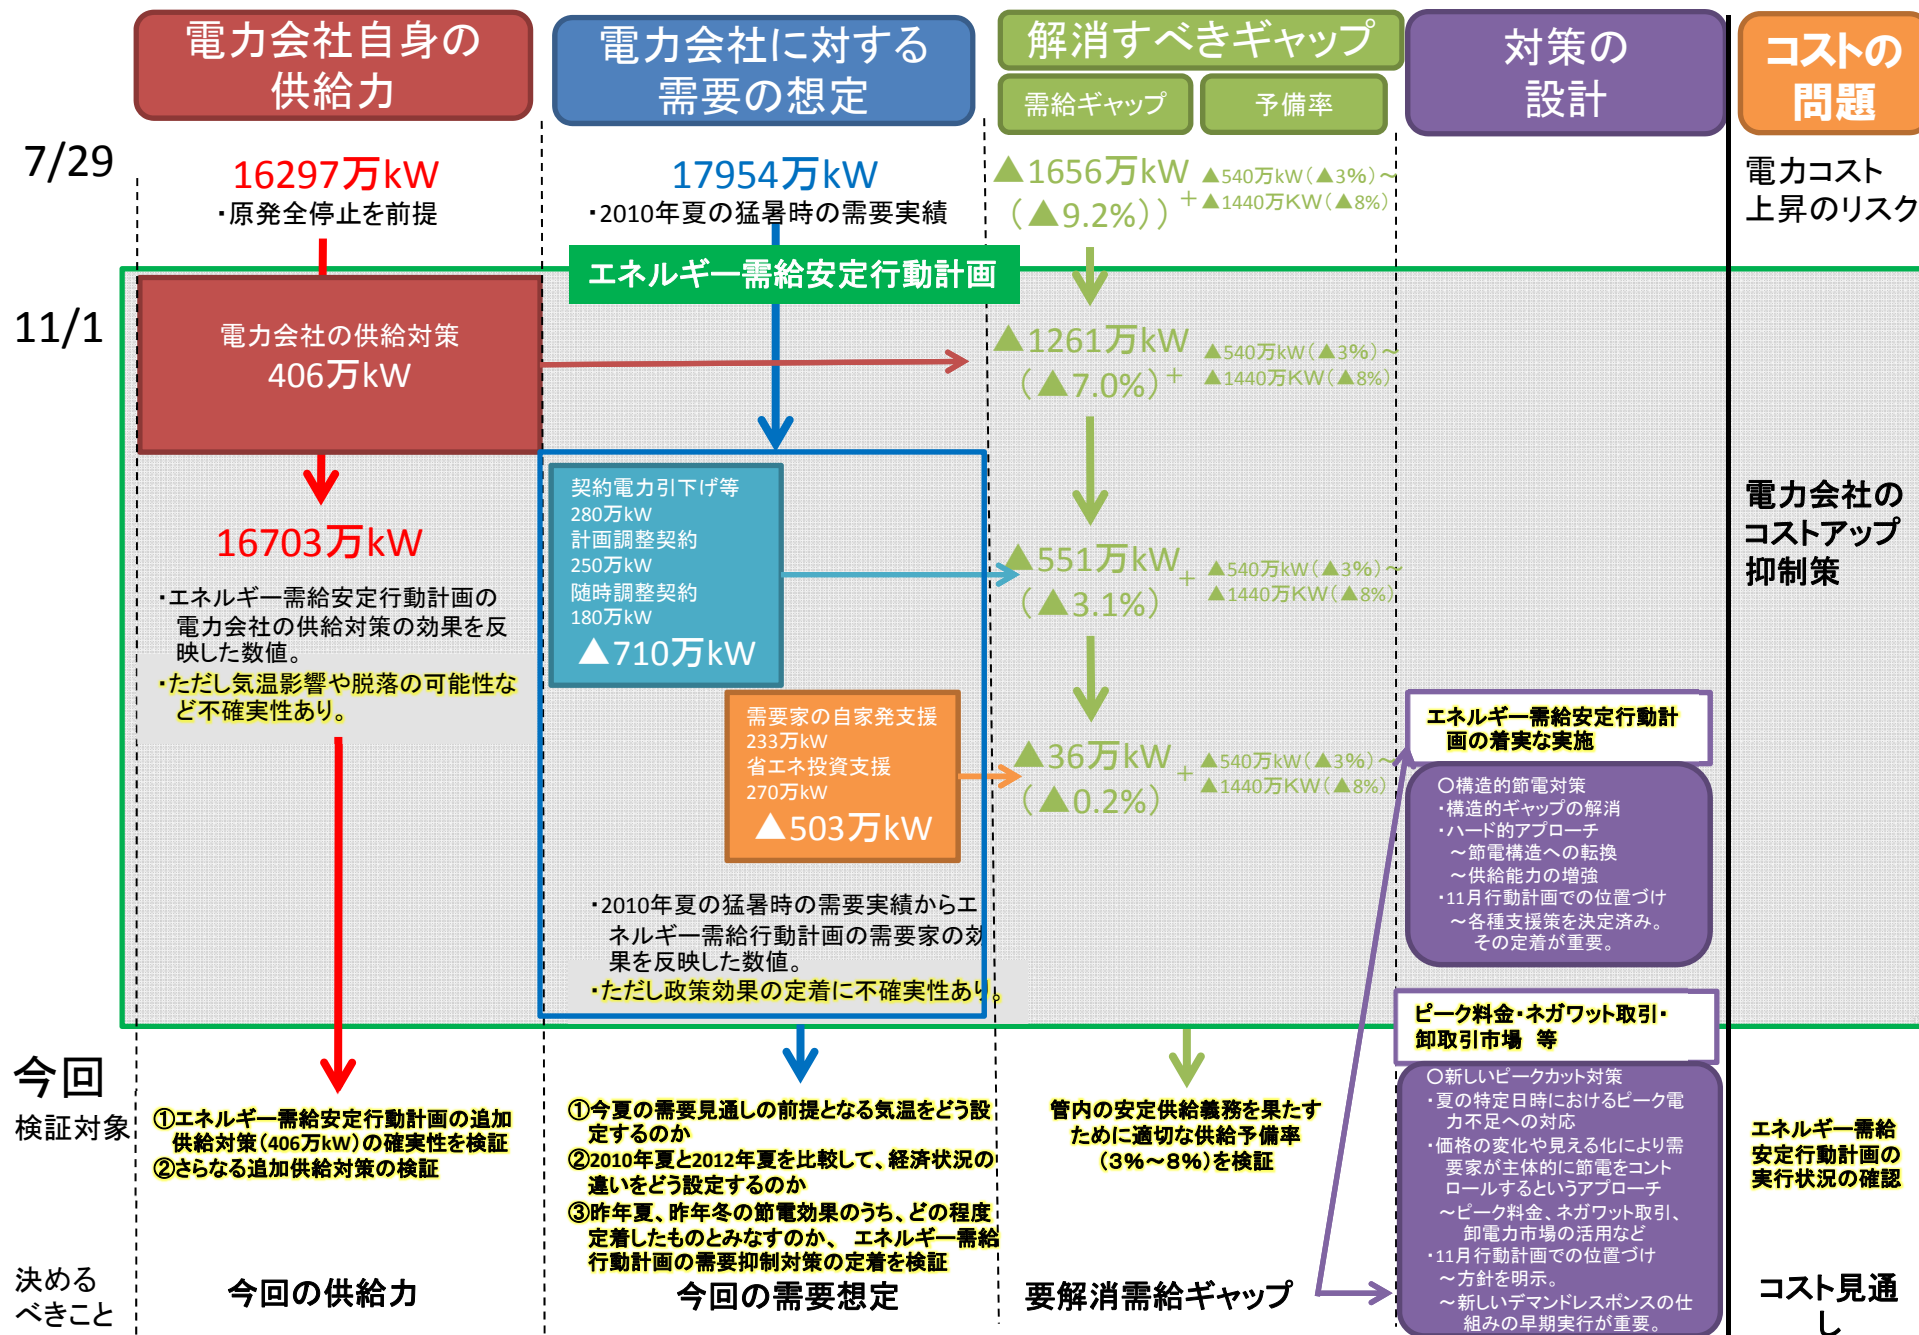 電力会社自身の
供給力
電力会社に対する
需要の想定
解消すべきギャップ
需給ギャップ
予備率
対策の
設計
コストの
問題
7/29
16297万kW
・原発全停止を前提
17954万kW
・2010年夏の猛暑時の需要実績
▲1656万kW
(▲9.2%))
+
▲540万kW(▲3%)～
▲1440万KW(▲8%)
電力コスト
上昇のリスク
エネルギー需給安定行動計画
11/1
電力会社の供給対策
406万kW
▲1261万kW
(▲7.0%)
+
▲540万kW(▲3%)～
▲1440万KW(▲8%)
16703万kW
・エネルギー需給安定行動計画の
電力会社の供給対策の効果を反
映した数値。
・ただし気温影響や脱落の可能性な
ど不確実性あり。
契約電力引下げ等
280万kW
計画調整契約
250万kW
随時調整契約
180万kW
▲710万kW
▲551万kW
(▲3.1%)
+
▲540万kW(▲3%)～
▲1440万KW(▲8%)
電力会社の
コストアップ
抑制策
需要家の自家発支援
233万kW
省エネ投資支援
270万kW
▲503万kW
▲36万kW
(▲0.2%)
+
▲540万kW(▲3%)～
▲1440万KW(▲8%)
・2010年夏の猛暑時の需要実績からエ
ネルギー需給行動計画の需要家の効
果を反映した数値。
・ただし政策効果の定着に不確実性あり。
エネルギー需給安定行動計
画の着実な実施
○構造的節電対策
・構造的ギャップの解消
・ハード的アプローチ
～節電構造への転換
～供給能力の増強
・11月行動計画での位置づけ
～各種支援策を決定済み。
その定着が重要。
ピーク料金・ネガワット取引・
卸取引市場 等
○新しいピークカット対策
・夏の特定日時におけるピーク電
力不足への対応
・価格の変化や見える化により需
要家が主体的に節電をコント
ロールするというアプローチ
～ピーク料金、ネガワット取引、
卸電力市場の活用など
・11月行動計画での位置づけ
～方針を明示。
～新しいデマンドレスポンスの仕
組みの早期実行が重要。
今回
検証対象
①エネルギー需給安定行動計画の追加
供給対策(406万kW)の確実性を検証
②さらなる追加供給対策の検証
①今夏の需要見通しの前提となる気温をどう設
定するのか
②2010年夏と2012年夏を比較して、経済状況の
違いをどう設定するのか
③昨年夏、昨年冬の節電効果のうち、どの程度
定着したものとみなすのか、 エネルギー需給
行動計画の需要抑制対策の定着を検証
管内の安定供給義務を果たす
ために適切な供給予備率
(3%～8%)を検証
エネルギー需給
安定行動計画の
実行状況の確認
決める
べきこと
今回の供給力
今回の需要想定
要解消需給ギャップ
コスト見通
し